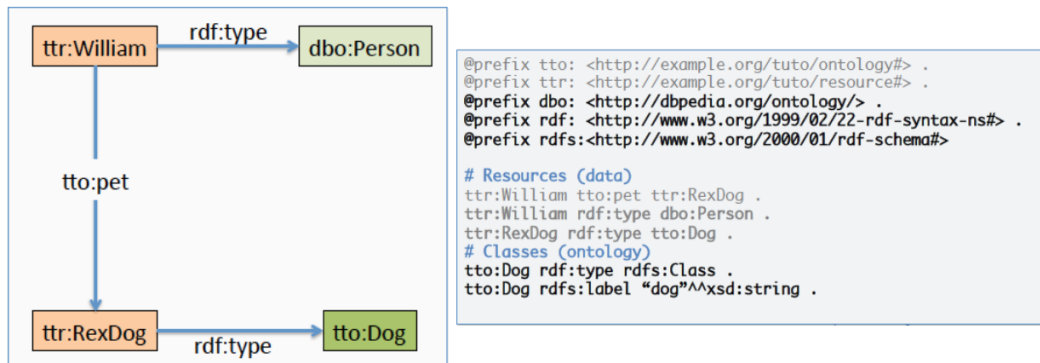 ttr:William
rdf:type
dbo:Person
tto:pet
ttr:RexDog
rdf:type
tto:Dog
@prefix tto: <http://example.org/tuto/ontology#> .
@prefix ttr: <http://example.org/tuto/resource#> .
@prefix dbo: <http://dbpedia.org/ontology/> .
@prefix rdf: <http://www.w3.org/1999/02/22-rdf-syntax-ns#> .
@prefix rdfs:<http://www.w3.org/2000/01/rdf-schema#>
# Resources (data)
ttr:William tto:pet ttr:RexDog .
ttr:William rdf:type dbo:Person .
ttr:RexDog rdf:type tto:Dog .
# Classes (ontology)
tto:Dog rdf:type rdfs:Class .
tto:Dog rdfs:label “dog”^^xsd:string .